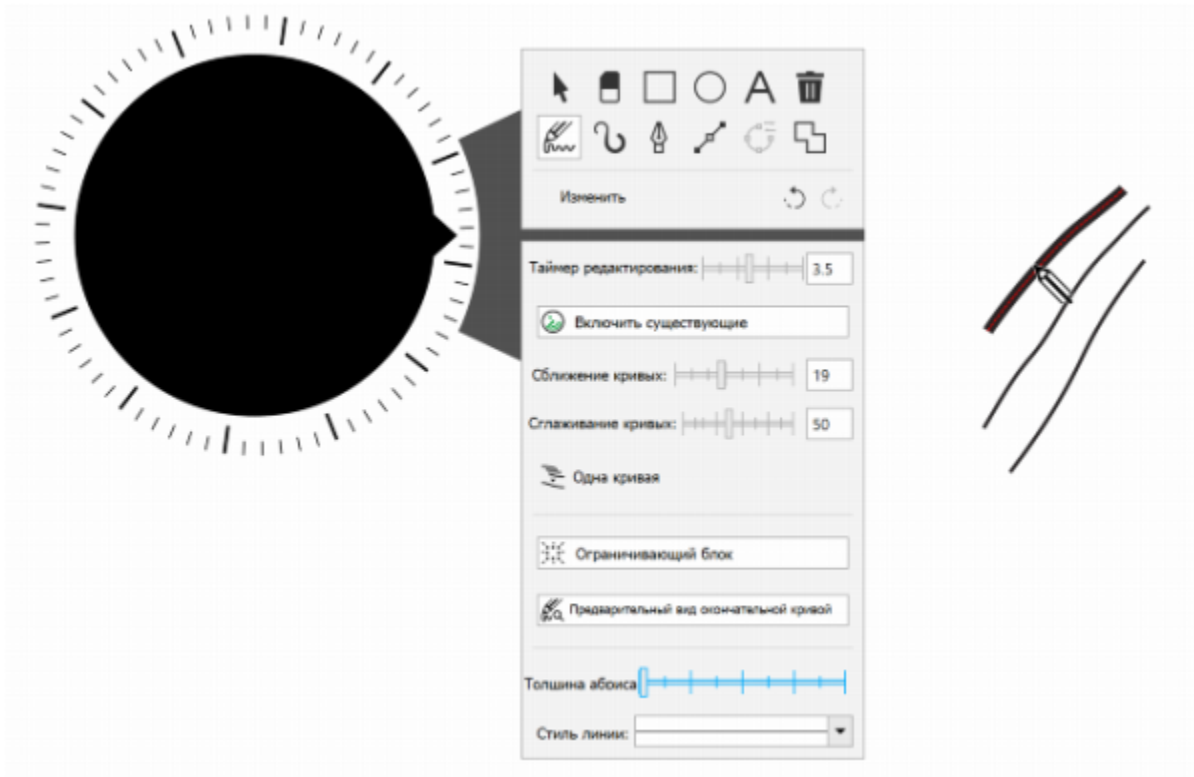 Изменить
Таймер редактирования: 3.5
Включить существующие
Сближение кривых: 19
Сглаживание кривых: 50
Одна кривая
Ограничивающий блок
Предварительный вид окончательной кривой
Толшина абоиса
Стиль линии: